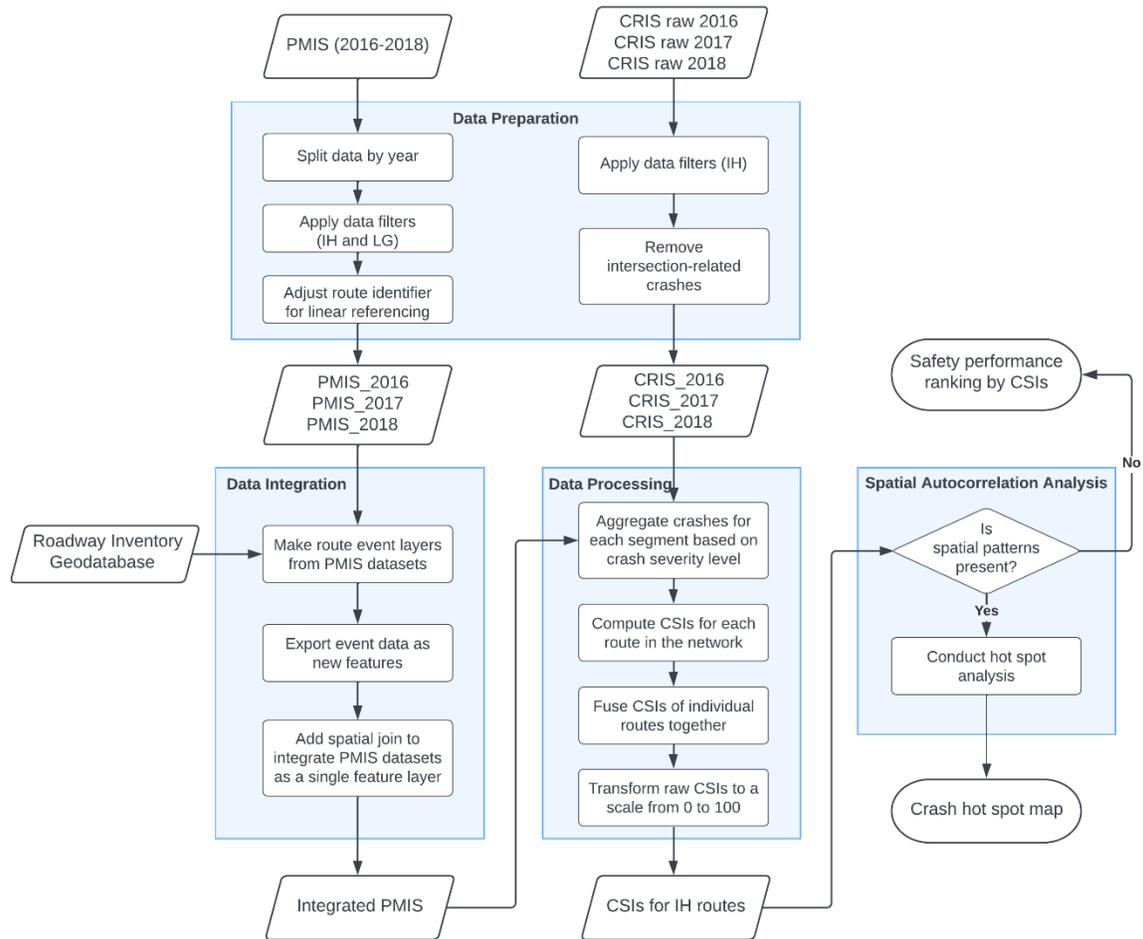 PMIS (2016-2018)
CRIS raw 2016
CRIS raw 2017
CRIS raw 2018
Data Preparation
Split data by year
Apply data filters
(IH and LG)
Adjust route identifier
for linear referencing
Apply data filters (IH)
Remove
intersection-related
crashes
PMIS_2016
PMIS_2017
PMIS_2018
CRIS_2016
CRIS_2017
CRIS_2018
Safety performance
ranking by CSIs
No
Roadway Inventory
Geodatabase
Data Integration
Make route event layers
from PMIS datasets
Export event data as
new features
Add spatial join to
integrate PMIS datasets
as a single feature layer
Integrated PMIS
Data Processing
Aggregate crashes for
each segment based on
crash severity level
Compute CSIs for each
route in the network
Fuse CSIs of individual
routes together
Transform raw CSIs to a
scale from 0 to 100
CSIs for IH routes
Spatial Autocorrelation Analysis
Is
spatial patterns
present?
Yes
Conduct hot spot
analysis
Crash hot spot map